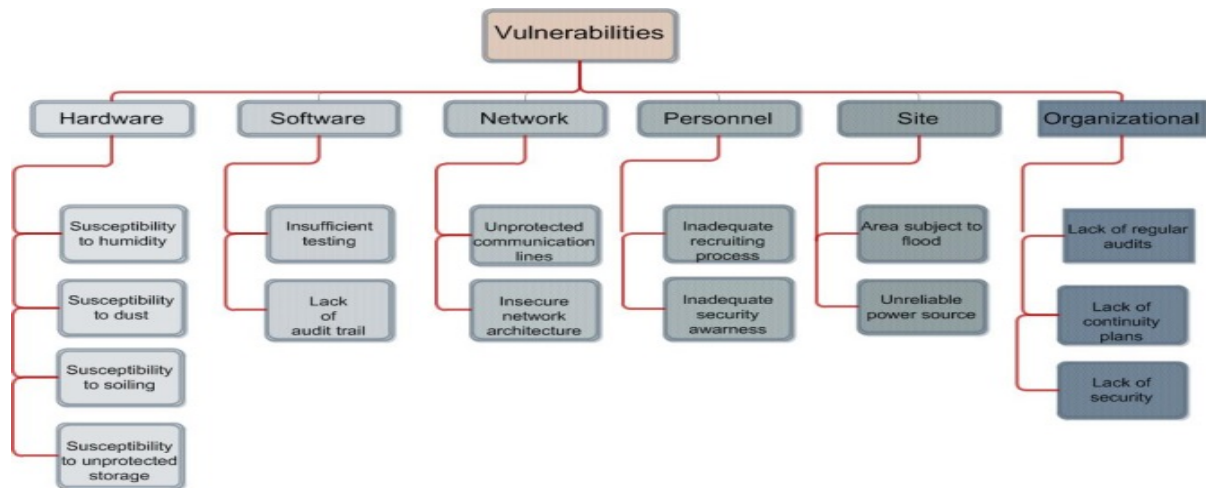 Vulnerabilities
Hardware
Software
Network
Personnel
Site
Organizational
Susceptibility
to humidity
Susceptibility
to dust
Susceptibility
to soiling
Susceptibility
to unprotected
storage
Insufficient
testing
Lack
of
audit trail
Unprotected
communication
lines
Insecure
network
architecture
Inadequate
recruiting
process
Inadequate
security
awarness
Area subject to
flood
Unreliable
power source
Lack of regular
audits
Lack of
continuity
plans
Lack of
security